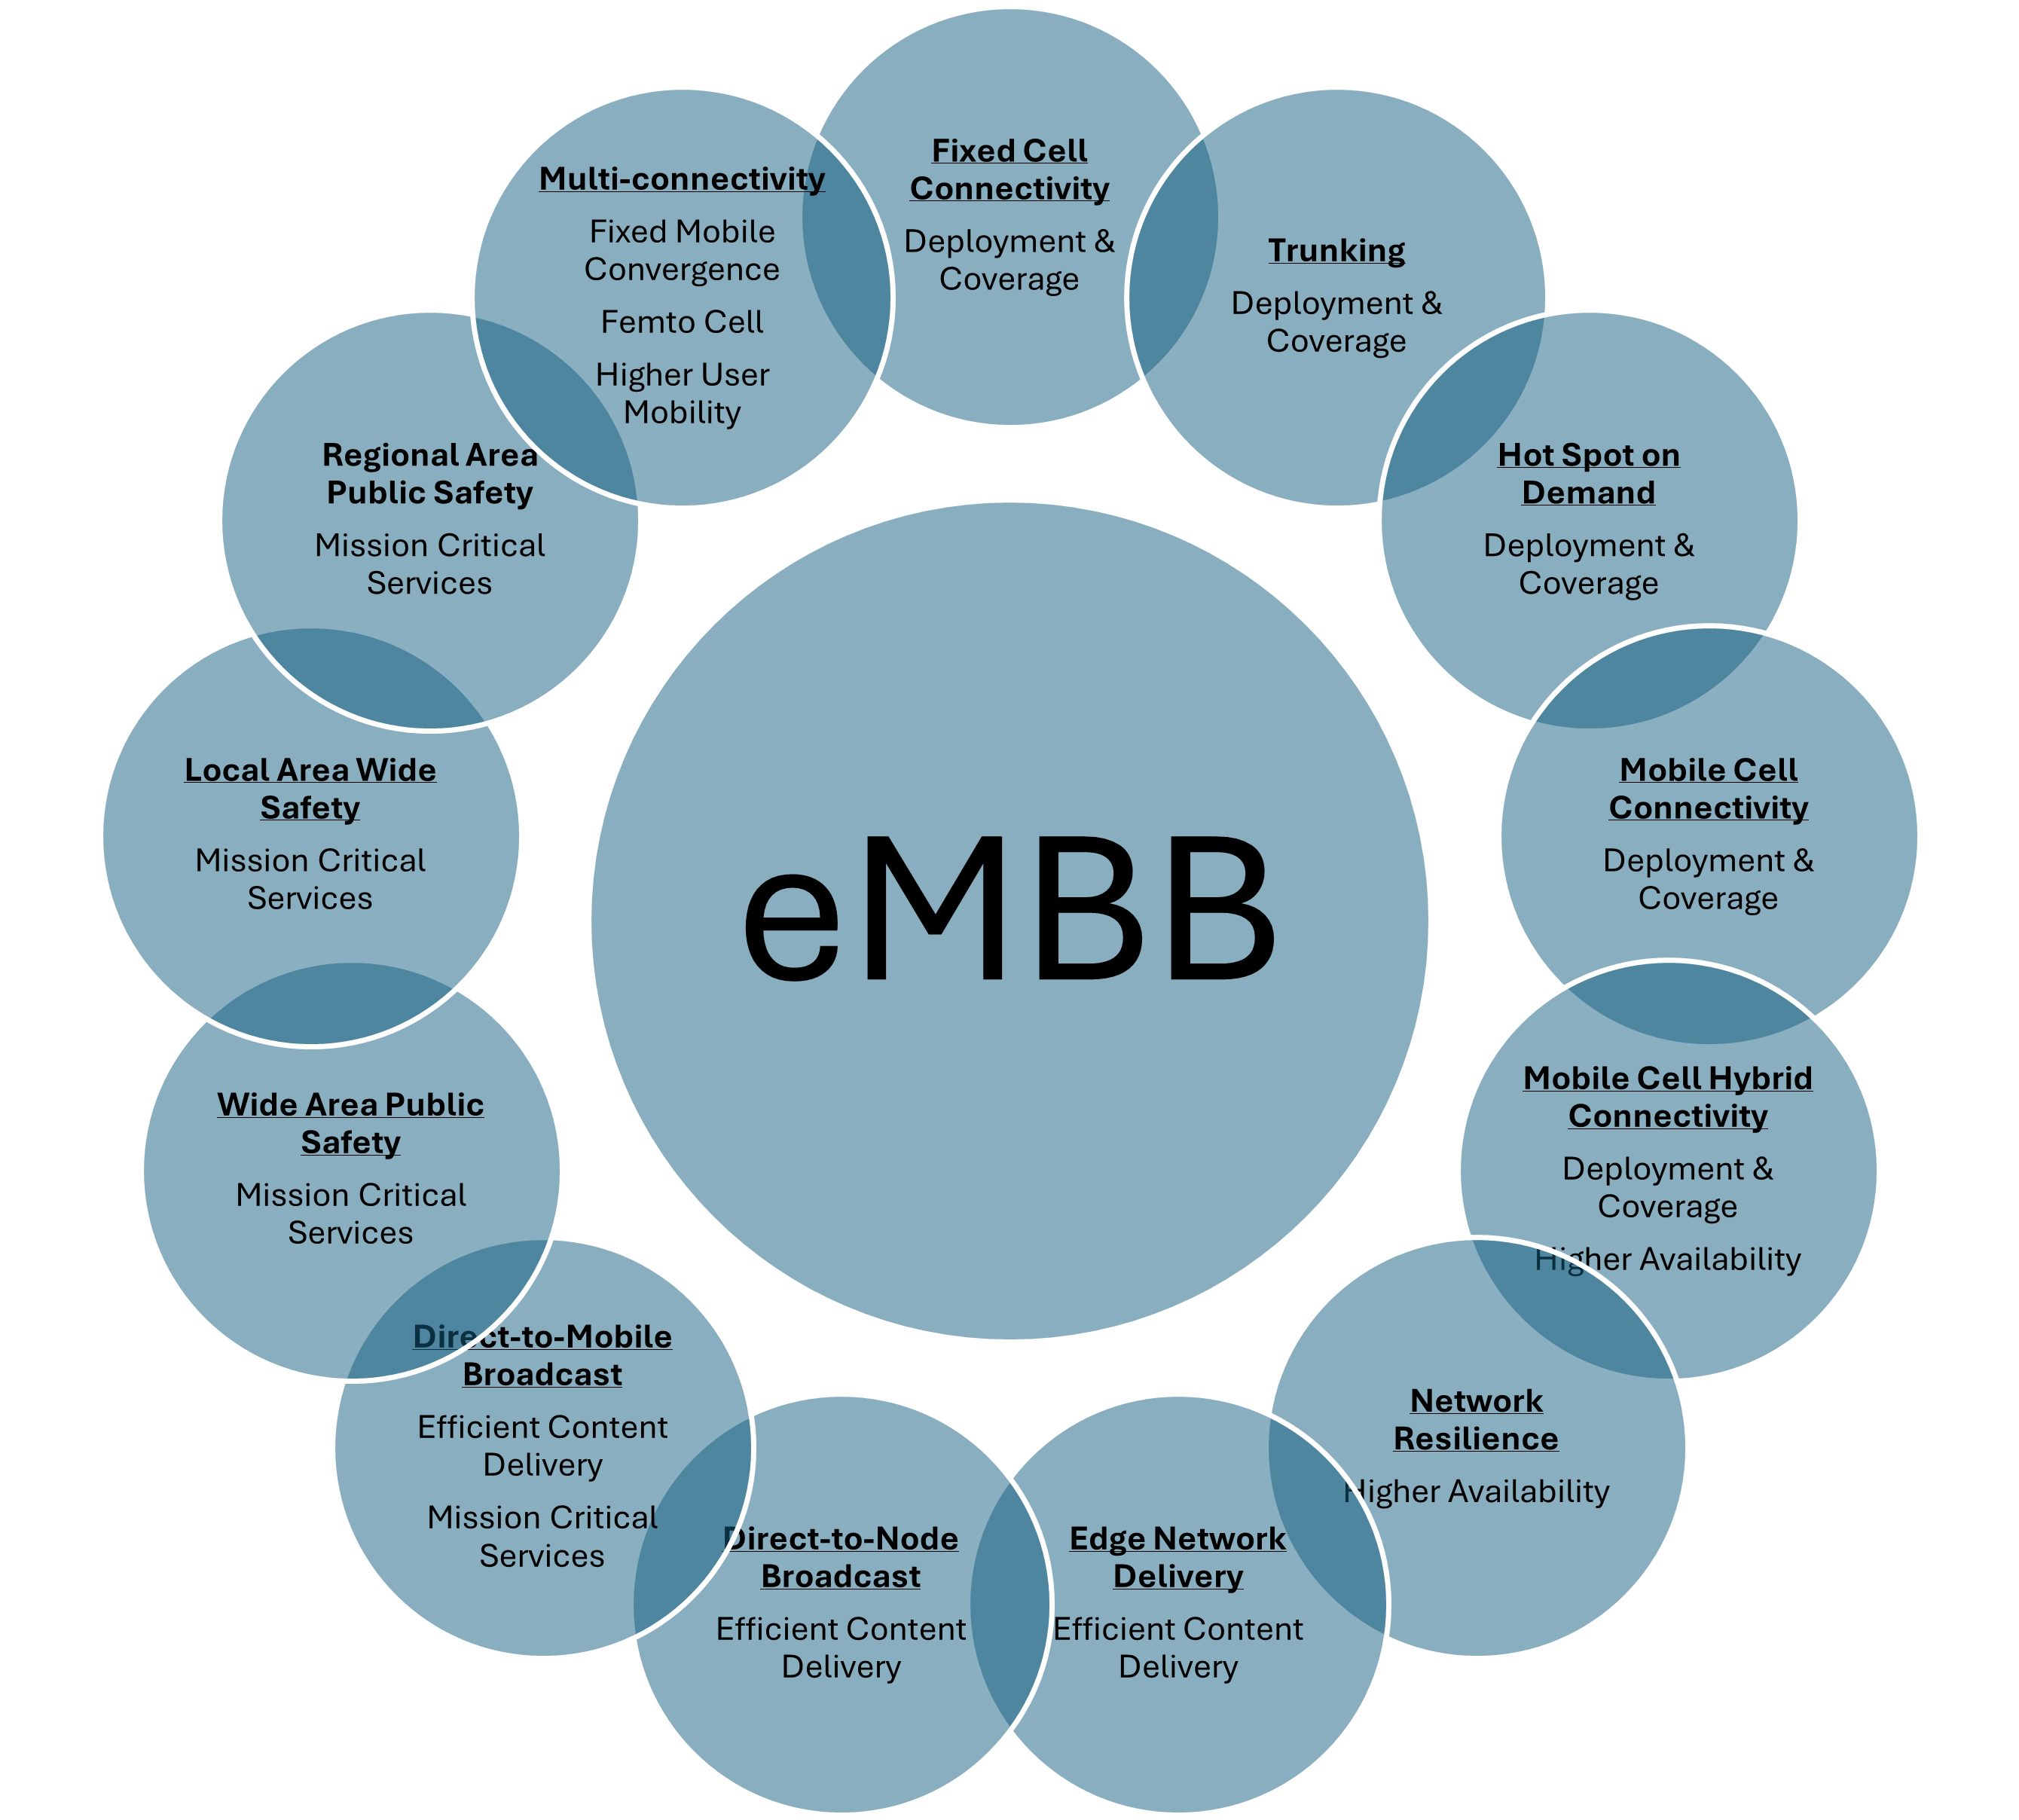 Fixed Cell
Connectivity
Deployment &
Coverage
Trunking
Deployment &
Coverage
Hot Spot on
Demand
Deployment &
Coverage
Mobile Cell
Connectivity
Deployment &
Coverage
Mobile Cell Hybrid
Connectivity
Deployment &
Coverage
Higher Availability
Network
Resilience
Higher Availability
Edge Network
Delivery
Efficient Content
Delivery
Direct-to-Node
Broadcast
Efficient Content
Delivery
Direct-to-Mobile
Broadcast
Efficient Content
Delivery
Mission Critical
Services
Wide Area Public
Safety
Mission Critical
Services
Local Area Wide
Safety
Mission Critical
Services
Regional Area
Public Safety
Mission Critical
Services
Multi-connectivity
Fixed Mobile
Convergence
Femto Cell
Higher User
Mobility
eMBB